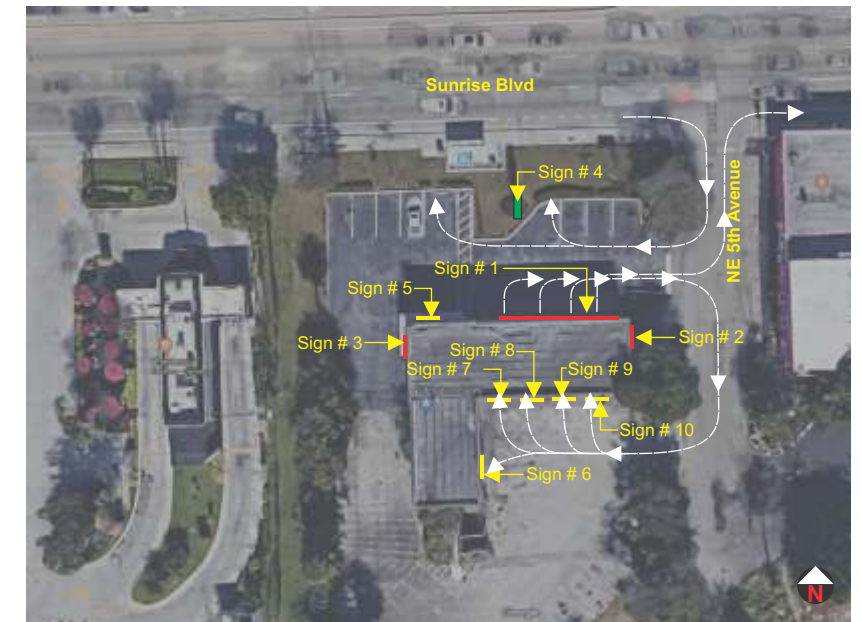 Sunrise Blvd
Sign # 4
NE 5th Avenue
Sign # 1
Sign # 5
Sign # 3
Sign # 2
Sign # 8
Sign # 7
Sign # 9
Sign # 10
Sign # 6
N